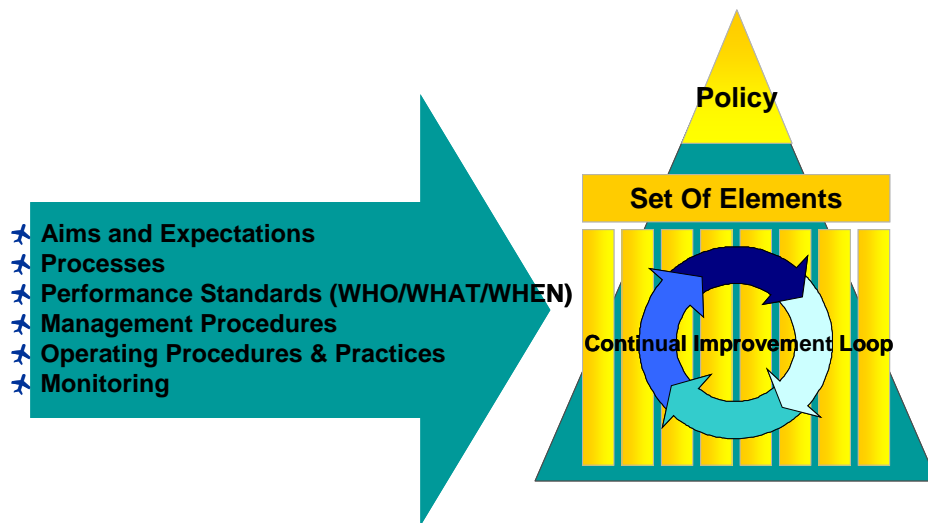 Policy
Set Of Elements
Aims and Expectations
Processes
Performance Standards (WHO/WHAT/WHEN)
Management Procedures
Operating Procedures & Practices
Monitoring
Continual Improvement Loop